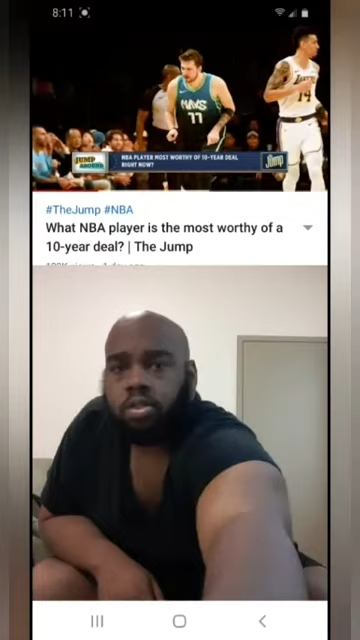 8:11
MAVS
77
14
JUMP
AROUND
NBA PLAYER MOST WORTHY OF 10-YEAR DEAL
RIGHT NOW?
Jump
#TheJump #NBA
What NBA player is the most worthy of a
10-year deal? | The Jump